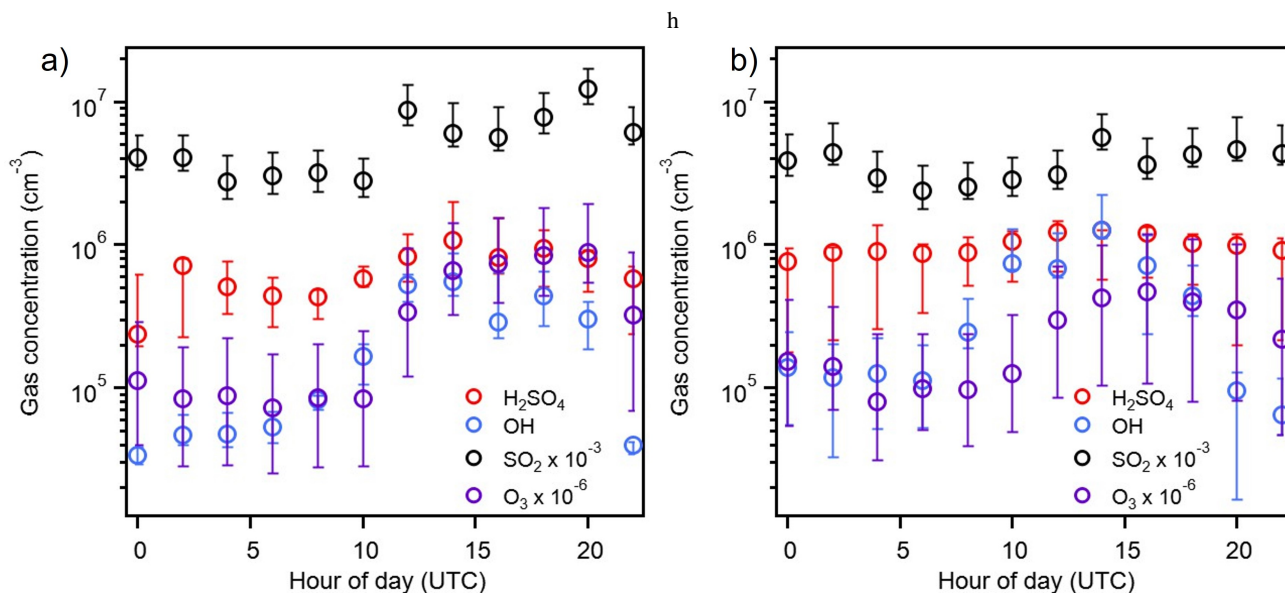 h
a)
Gas concentration (cm⁻³)
10⁷
10⁶
10⁵
H₂SO₄
OH
SO₂ x 10⁻³
O₃ x 10⁻⁶
0 5 10 15 20
Hour of day (UTC)
b)
Gas concentration (cm⁻³)
10⁷
10⁶
10⁵
H₂SO₄
OH
SO₂ x 10⁻³
O₃ x 10⁻⁶
0 5 10 15 20
Hour of day (UTC)